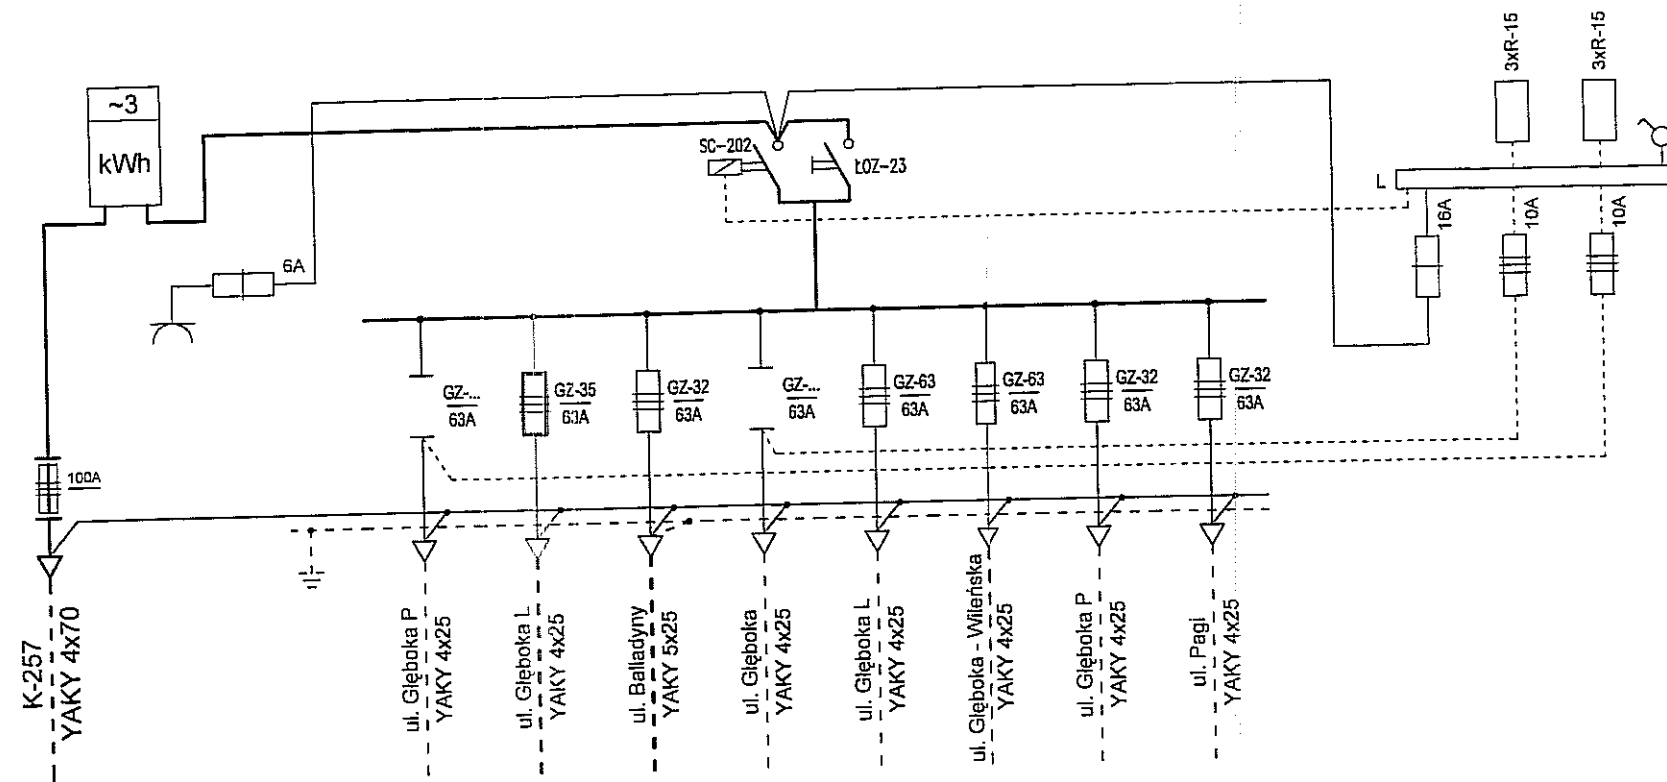 3xR-15
3xR-15
~3
kWh
SC-202
ŁOZ-23
L
16A
10A
10A
6A
GZ-...
63A
GZ-35
63A
GZ-32
63A
GZ-...
63A
GZ-63
63A
GZ-63
63A
GZ-32
63A
GZ-32
63A
100A
K-257
YAKY 4x70
ul. Głęboka P
YAKY 4x25
ul. Głęboka L
YAKY 4x25
ul. Balladyny
YAKY 5x25
ul. Głęboka
YAKY 4x25
ul. Głęboka L
YAKY 4x25
ul. Głęboka - Wileńska
YAKY 4x25
ul. Głęboka P
YAKY 4x25
ul. Pagi
YAKY 4x25